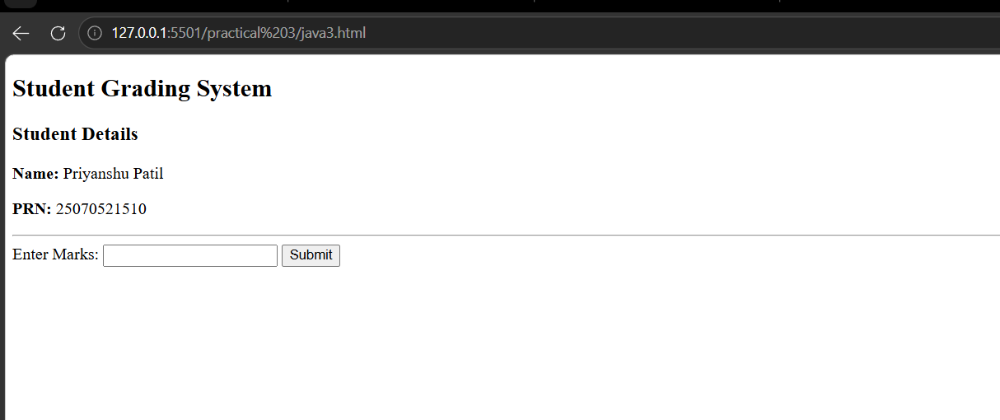 127.0.0.1:5501/practical%203/java3.html
Student Grading System
Student Details
Name: Priyanshu Patil
PRN: 25070521510
Enter Marks: Submit